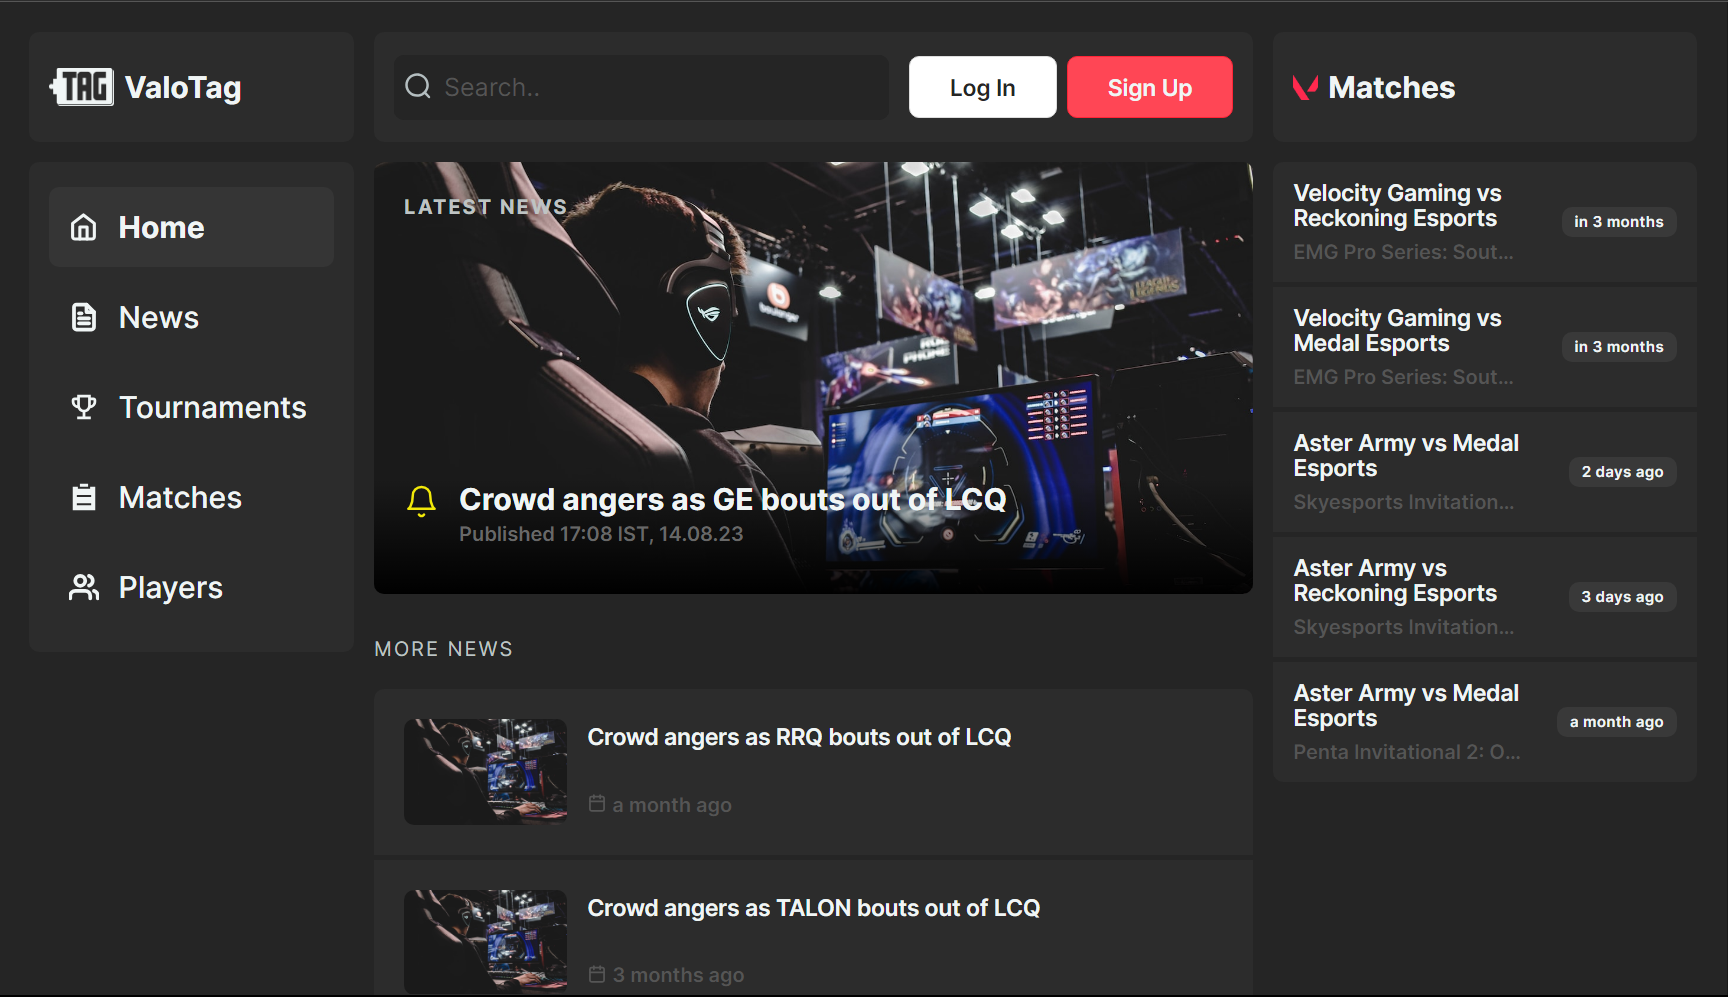 TAG ValoTag
Search..
Log In
Sign Up
Matches
Home
News
Tournaments
Matches
Players
LATEST NEWS
Crowd angers as GE bouts out of LCQ
Published 17:08 IST, 14.08.23
MORE NEWS
Crowd angers as RRQ bouts out of LCQ
a month ago
Crowd angers as TALON bouts out of LCQ
3 months ago
Velocity Gaming vs
Reckoning Esports
in 3 months
EMG Pro Series: Sout...
Velocity Gaming vs
Medal Esports
in 3 months
EMG Pro Series: Sout...
Aster Army vs Medal
Esports
2 days ago
Skyesports Invitation...
Aster Army vs
Reckoning Esports
3 days ago
Skyesports Invitation...
Aster Army vs Medal
Esports
a month ago
Penta Invitational 2: O...